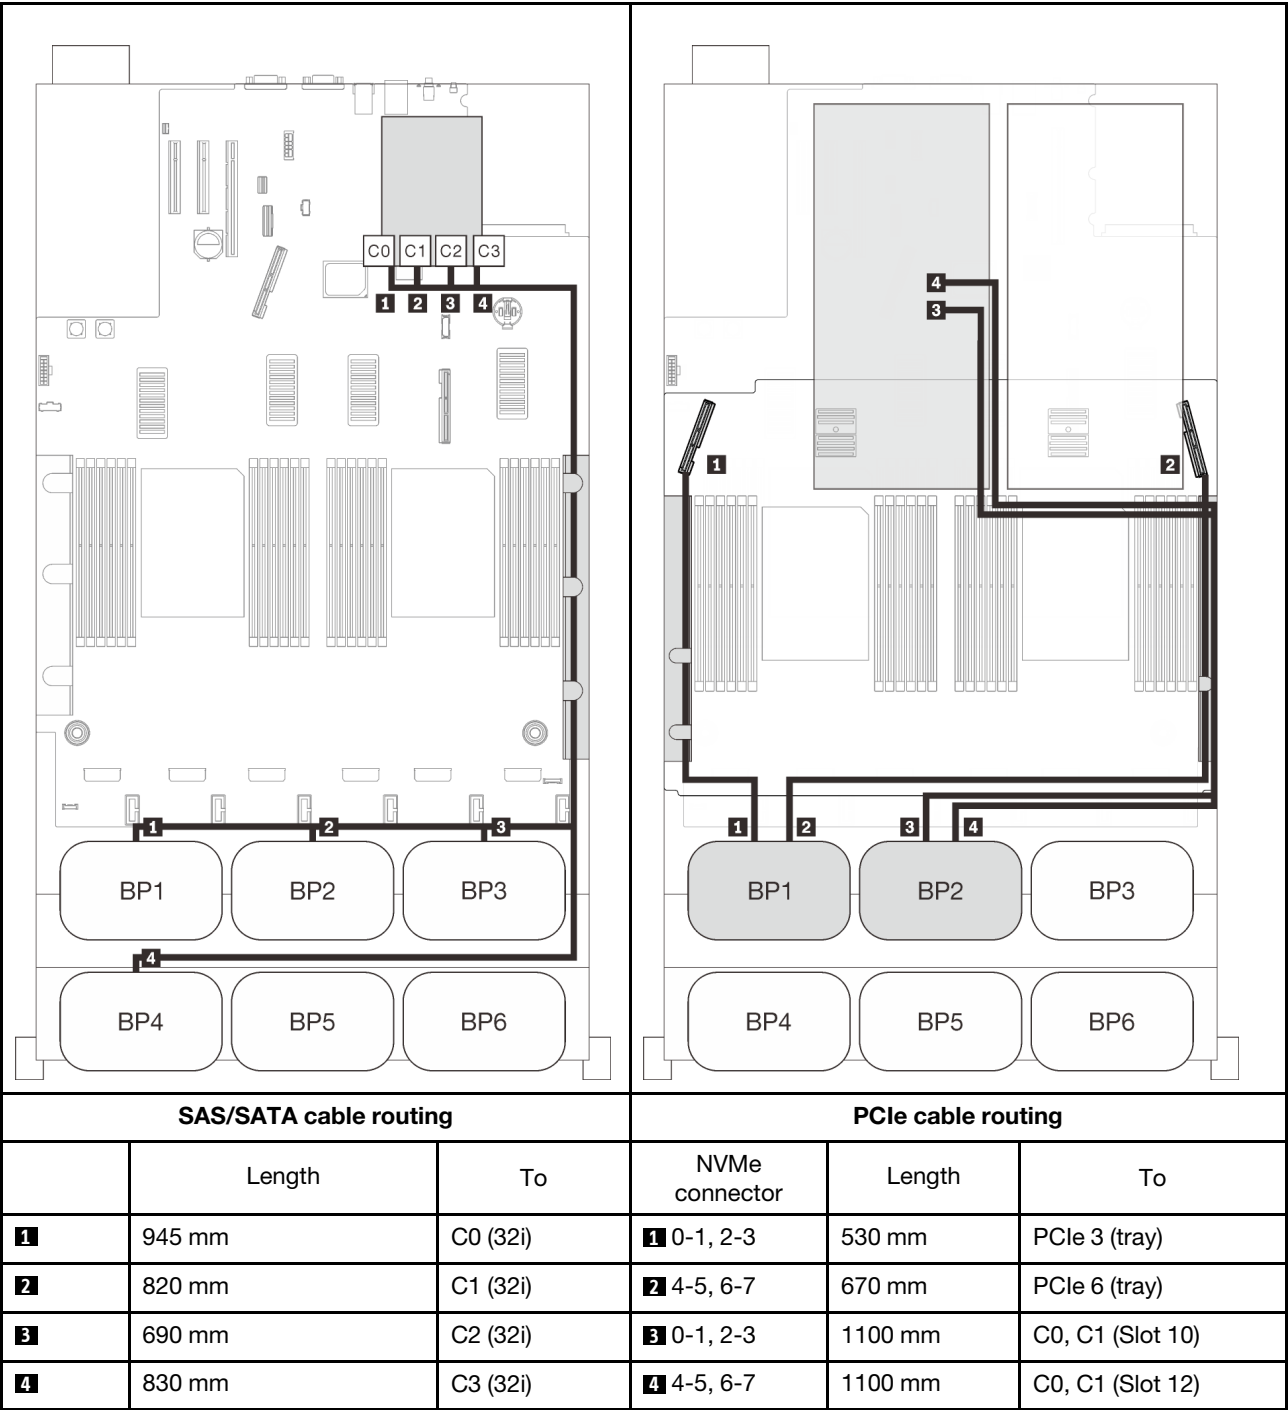 C0 C1 C2 C3
1 2 3 4
1 2 3
BP1 BP2 BP3
4
BP4 BP5 BP6
4
3
1 2
1 2 3 4
BP1 BP2 BP3
BP4 BP5 BP6
SAS/SATA cable routing PCIe cable routing
Length To NVMe connector Length To
1 945 mm C0 (32i) 1 0-1, 2-3 530 mm PCIe 3 (tray)
2 820 mm C1 (32i) 2 4-5, 6-7 670 mm PCIe 6 (tray)
3 690 mm C2 (32i) 3 0-1, 2-3 1100 mm C0, C1 (Slot 10)
4 830 mm C3 (32i) 4 4-5, 6-7 1100 mm C0, C1 (Slot 12)